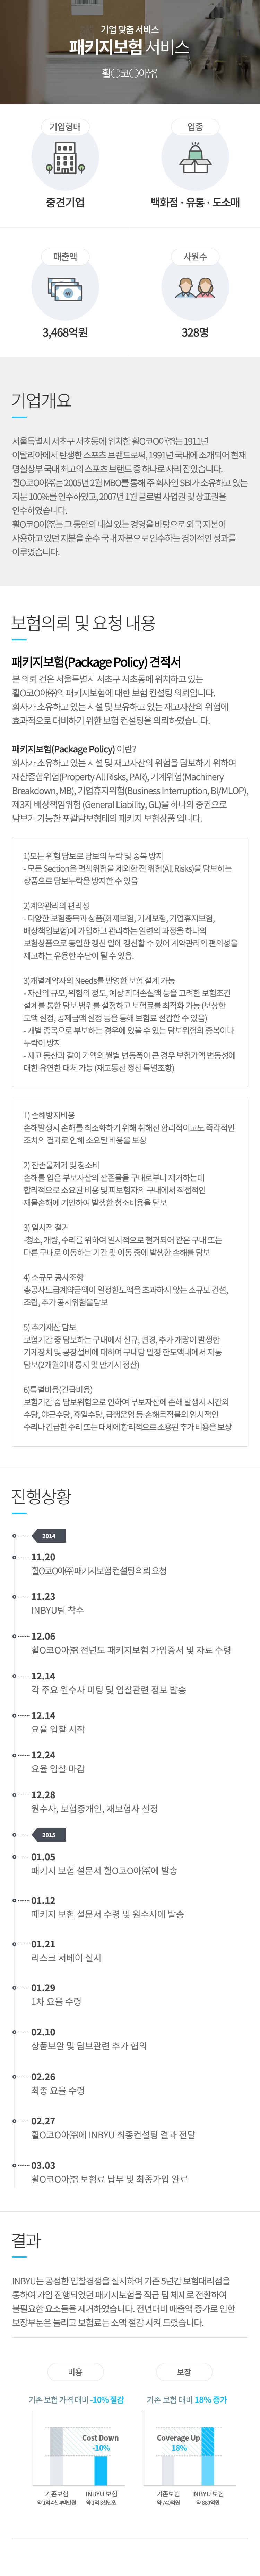 기업 맞춤 서비스
패키지보험 서비스
휠○코○아㈜
기업형태
업종
중견기업
백화점 · 유통 · 도소매
매출액
사원수
3,468억원
328명
기업개요
서울특별시 서초구 서초동에 위치한 휠O코O아㈜는 1911년
이탈리아에서 탄생한 스포츠 브랜드로써, 1991년 국내에 소개되어 현재
명실상부 국내 최고의 스포츠 브랜드 중 하나로 자리 잡았습니다.
휠O코O아㈜는 2005년 2월 MBO를 통해 주 회사인 SBI가 소유하고 있는
지분 100%를 인수하였고, 2007년 1월 글로벌 사업권 및 상표권을
인수하였습니다.
휠O코O아㈜는 그 동안의 내실 있는 경영을 바탕으로 외국 자본이
사용하고 있던 지분을 순수 국내 자본으로 인수하는 경이적인 성과를
이루었습니다.
보험의뢰 및 요청 내용
패키지보험(Package Policy) 견적서
본 의뢰 건은 서울특별시 서초구 서초동에 위치하고 있는
휠O코O아㈜의 패키지보험에 대한 보험 컨설팅 의뢰입니다.
회사가 소유하고 있는 시설 및 보유하고 있는 재고자산의 위험에
효과적으로 대비하기 위한 보험 컨설팅을 의뢰하였습니다.
패키지보험(Package Policy) 이란?
회사가 소유하고 있는 시설 및 재고자산의 위험을 담보하기 위하여
재산종합위험(Property All Risks, PAR), 기계위험(Machinery
Breakdown, MB), 기업휴지위험(Business Interruption, BI/MLOP),
제3자 배상책임위험 (General Liability, GL)을 하나의 증권으로
담보가 가능한 포괄담보형태의 패키지 보험상품 입니다.
1)모든 위험 담보로 담보의 누락 및 중복 방지
- 모든 Section은 면책위험을 제외한 전 위험(All Risks)을 담보하는
상품으로 담보누락을 방지할 수 있음
2)계약관리의 편리성
- 다양한 보험종목과 상품(화재보험, 기계보험, 기업휴지보험,
배상책임보험)에 가입하고 관리하는 일련의 과정을 하나의
보험상품으로 동일한 갱신 일에 갱신할 수 있어 계약관리의 편의성을
제고하는 유용한 수단이 될 수 있음.
3)개별계약자의 Needs를 반영한 보험 설계 가능
- 자산의 규모, 위험의 정도, 예상 최대손실액 등을 고려한 보험조건
설계를 통한 담보 범위를 설정하고 보험료를 최적화 가능 (보상한
도액 설정, 공제금액 설정 등을 통해 보험료 절감할 수 있음)
- 개별 종목으로 부보하는 경우에 있을 수 있는 담보위험의 중복이나
누락이 방지
- 재고 동산과 같이 가액의 월별 변동폭이 큰 경우 보험가액 변동성에
대한 유연한 대처 가능 (재고동산 정산 특별조항)
1) 손해방지비용
손해발생시 손해를 최소화하기 위해 취해진 합리적이고도 즉각적인
조치의 결과로 인해 소요된 비용을 보상
2) 잔존물제거 및 청소비
손해를 입은 부보자산의 잔존물을 구내로부터 제거하는데
합리적으로 소요된 비용 및 피보험자의 구내에서 직접적인
재물손해에 기인하여 발생한 청소비용을 담보
3) 일시적 철거
-청소, 개량, 수리를 위하여 일시적으로 철거되어 같은 구내 또는
다른 구내로 이동하는 기간 및 이동 중에 발생한 손해를 담보
4) 소규모 공사조항
총공사도급계약금액이 일정한도액을 초과하지 않는 소규모 건설,
조립, 추가 공사위험을담보
5) 추가재산 담보
보험기간 중 담보하는 구내에서 신규, 변경, 추가 개량이 발생한
기계장치 및 공장설비에 대하여 구내당 일정 한도액내에서 자동
담보(2개월이내 통지 및 만기시 정산)
6)특별비용(긴급비용)
보험기간 중 담보위험으로 인하여 부보자산에 손해 발생시 시간외
수당, 야근수당, 휴일수당, 급행운임 등 손해목적물의 임시적인
수리나 긴급한 수리 또는 대체에 합리적으로 소용된 추가 비용을 보상
진행상황
2014
11.20
휠O코O아㈜ 패키지보험 컨설팅 의뢰 요청
11.23
INBYU팀 착수
12.06
휠O코O아㈜ 전년도 패키지보험 가입증서 및 자료 수령
12.14
각 주요 원수사 미팅 및 입찰관련 정보 발송
12.14
요율 입찰 시작
12.24
요율 입찰 마감
12.28
원수사, 보험중개인, 재보험사 선정
2015
01.05
패키지 보험 설문서 휠O코O아㈜에 발송
01.12
패키지 보험 설문서 수령 및 원수사에 발송
01.21
리스크 서베이 실시
01.29
1차 요율 수령
02.10
상품보완 및 담보관련 추가 협의
02.26
최종 요율 수령
02.27
휠O코O아㈜에 INBYU 최종컨설팅 결과 전달
03.03
휠O코O아㈜ 보험료 납부 및 최종가입 완료
결과
INBYU는 공정한 입찰경쟁을 실시하여 기존 5년간 보험대리점을
통하여 가입 진행되었던 패키지보험을 직급 팀 체제로 전환하여
불필요한 요소들을 제거하였습니다. 전년대비 매출액 증가로 인한
보장부분은 늘리고 보험료는 소액 절감 시켜 드렸습니다.
비용
보장
기존 보험 가격 대비 -10% 절감
기존 보험 대비 18% 증가
Cost Down
-10%
Coverage Up
18%
기존보험
INBYU 보험
기존보험
INBYU 보험
약 740억원
약 880억원